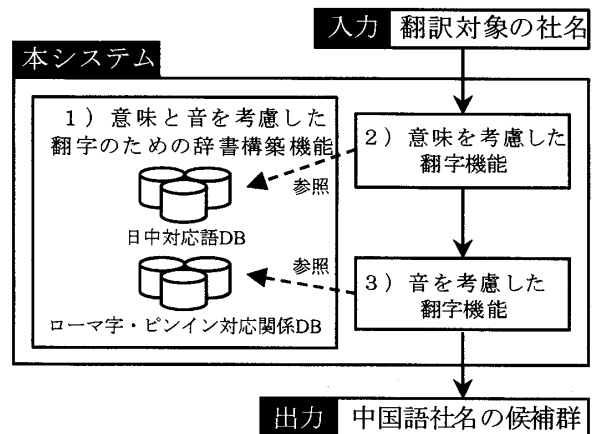 入力 翻訳対象の社名
本システム
1）意味と音を考慮した
翻字のための辞書構築機能
参照
日中対応語DB
参照
ローマ字・ピンイン対応関係DB
2）意味を考慮した
翻字機能
3）音を考慮した
翻字機能
出力 中国語社名の候補群